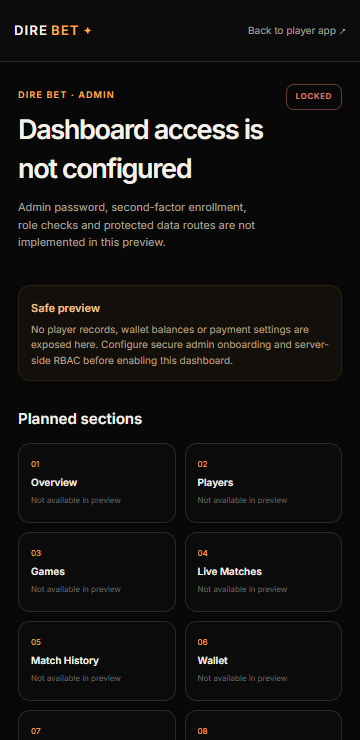 DIRE BET ✦
Back to player app ↗
DIRE BET · ADMIN
LOCKED
Dashboard access is
not configured
Admin password, second-factor enrollment,
role checks and protected data routes are not
implemented in this preview.
Safe preview
No player records, wallet balances or payment settings are
exposed here. Configure secure admin onboarding and server-
side RBAC before enabling this dashboard.
Planned sections
01
Overview
Not available in preview
02
Players
Not available in preview
03
Games
Not available in preview
04
Live Matches
Not available in preview
05
Match History
Not available in preview
06
Wallet
Not available in preview
07
08